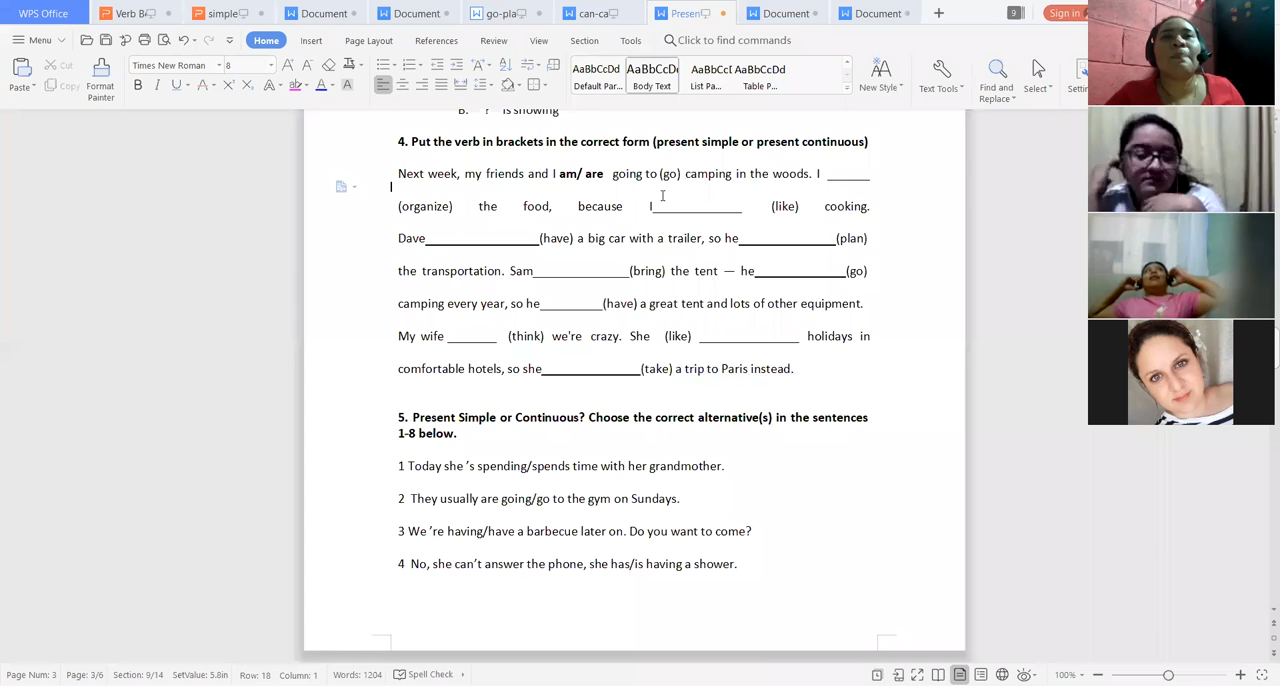 WPS Office
Verb B
simple
Document
Document
go-pla
can-ca
Presen
Document
Document
9
Sign in
Menu
Home
Insert
Page Layout
References
Review
View
Section
Tools
Click to find commands
Paste
Cut
Copy
Format Painter
Times New Roman
8
AaBbCcDd
Default Par...
AaBbCcDd
Body Text
AaBbCcI
List Pa...
AaBbCcDd
Table P...
New Style
Text Tools
Find and Replace
Select
B. "?" is showing
4. Put the verb in brackets in the correct form (present simple or present continuous)
Next week, my friends and I am/ are going to (go) camping in the woods. I ______
(organize) the food, because I____________ (like) cooking.
Dave________________(have) a big car with a trailer, so he_____________(plan)
the transportation. Sam_____________(bring) the tent — he____________(go)
camping every year, so he_________(have) a great tent and lots of other equipment.
My wife _______ (think) we're crazy. She (like) ______________ holidays in
comfortable hotels, so she_____________(take) a trip to Paris instead.
5. Present Simple or Continuous? Choose the correct alternative(s) in the sentences
1-8 below.
1 Today she ’s spending/spends time with her grandmother.
2 They usually are going/go to the gym on Sundays.
3 We ’re having/have a barbecue later on. Do you want to come?
4 No, she can’t answer the phone, she has/is having a shower.
Page Num: 3
Page: 3/6
Section: 9/14
SetValue: 5.8in
Row: 18
Column: 1
Words: 1204
Spell Check
100%